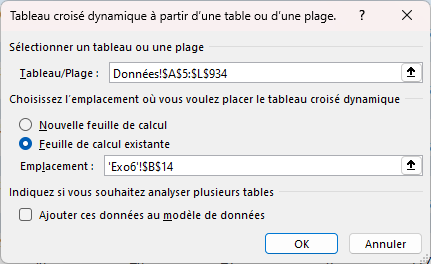 Tableau croisé dynamique à partir d'une table ou d'une plage.
Sélectionner un tableau ou une plage
Tableau/Plage : Données!$A$5:$L$934
Choisissez l'emplacement où vous voulez placer le tableau croisé dynamique
Nouvelle feuille de calcul
Feuille de calcul existante
Emplacement : 'Exo6'!$B$14
Indiquez si vous souhaitez analyser plusieurs tables
Ajouter ces données au modèle de données
OK Annuler